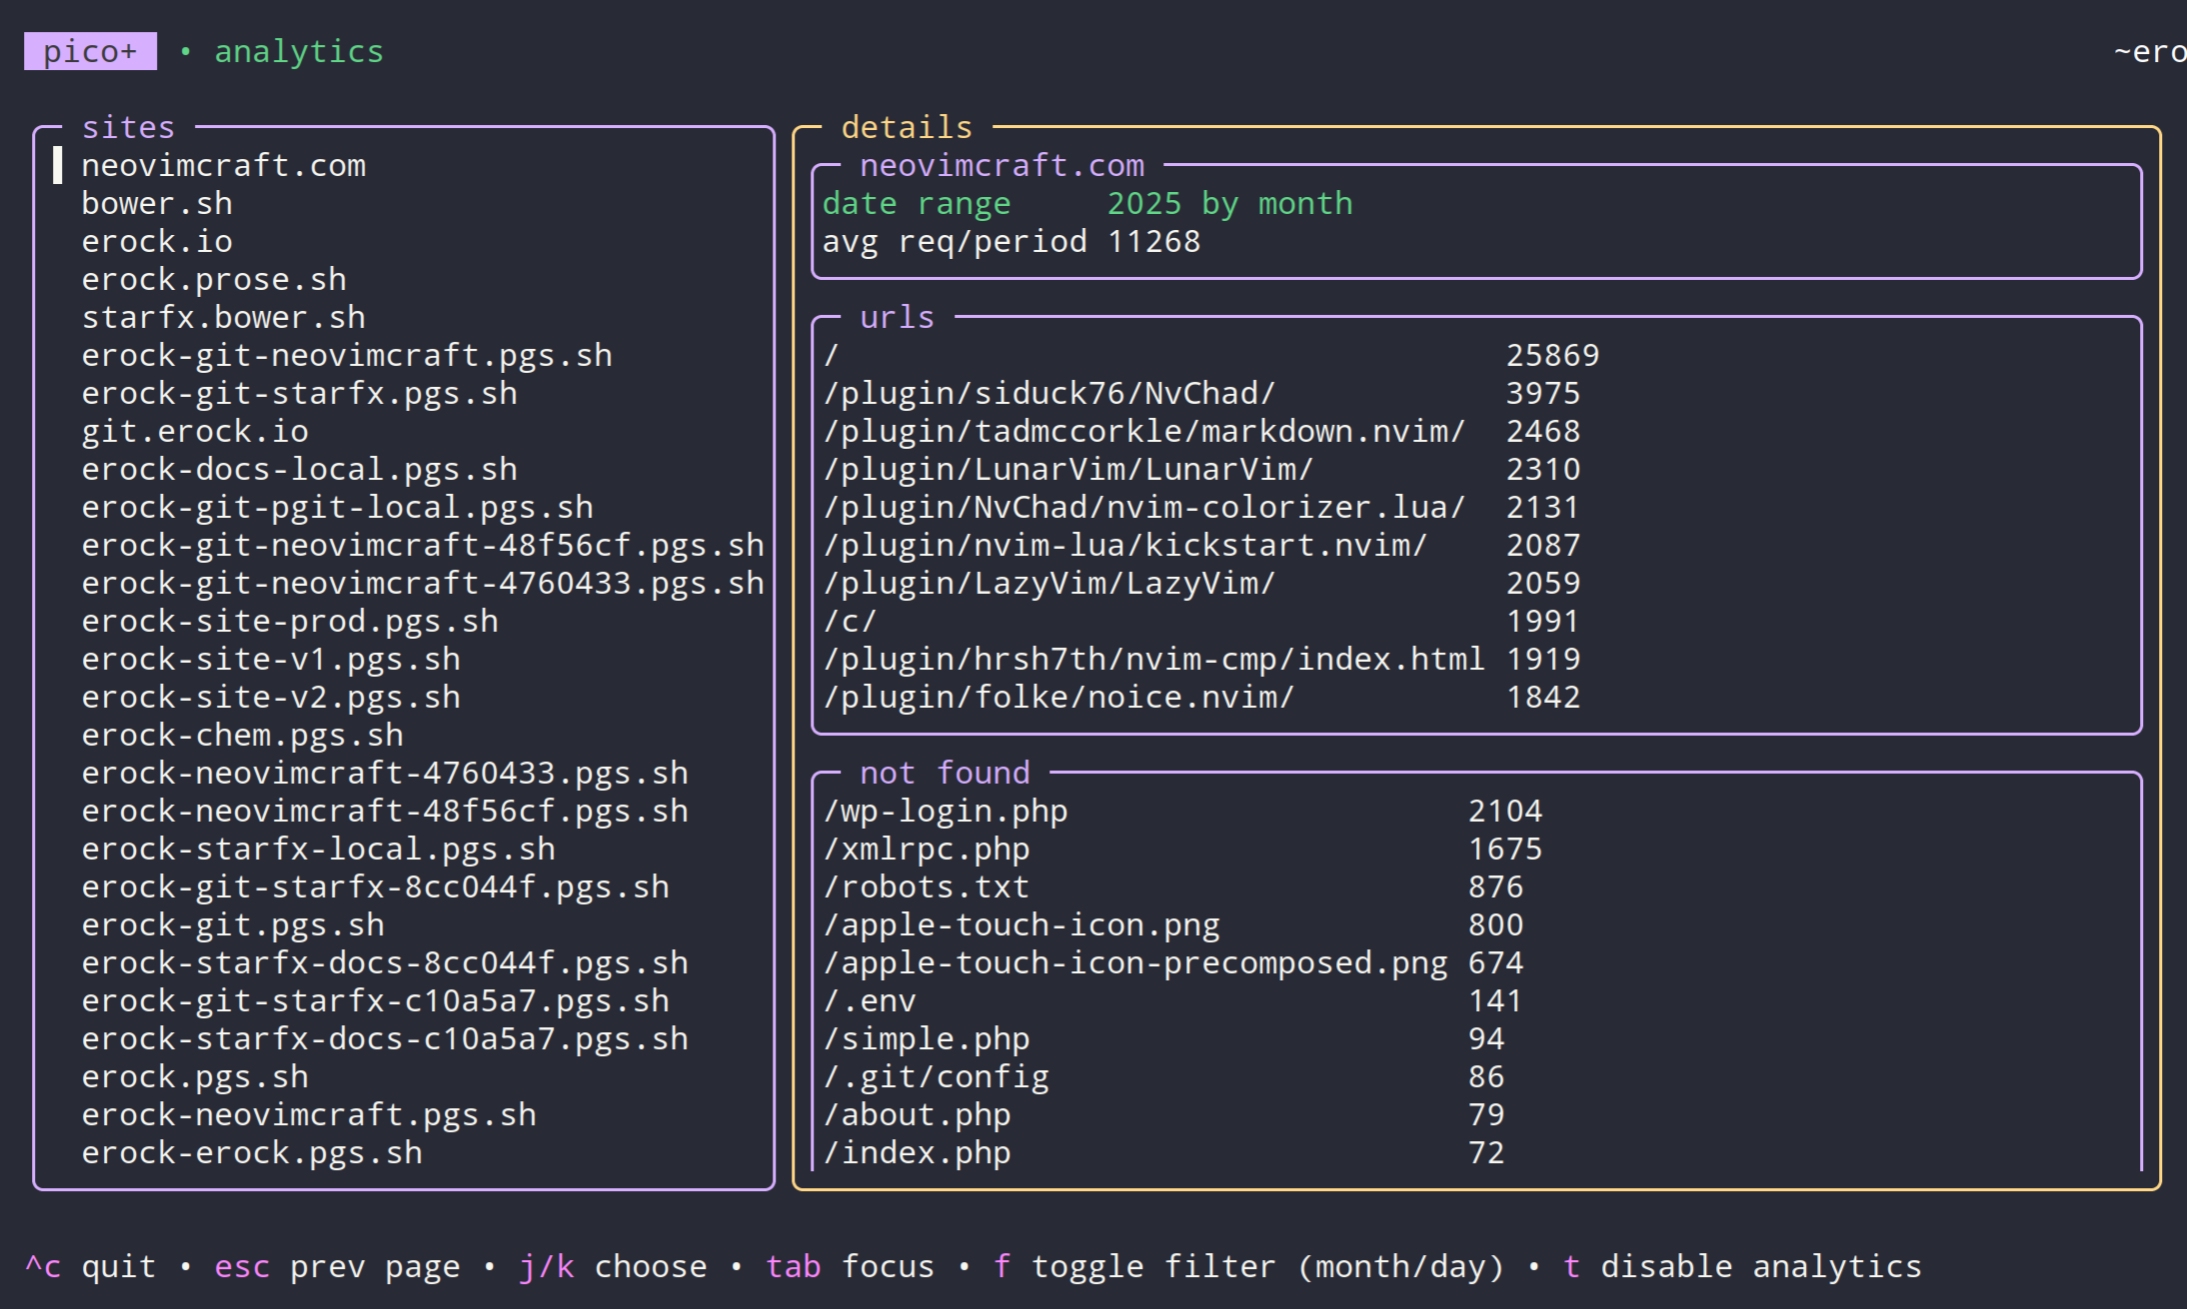 pico+ • analytics ~ero
sites
neovimcraft.com
bower.sh
erock.io
erock.prose.sh
starfx.bower.sh
erock-git-neovimcraft.pgs.sh
erock-git-starfx.pgs.sh
git.erock.io
erock-docs-local.pgs.sh
erock-git-pgit-local.pgs.sh
erock-git-neovimcraft-48f56cf.pgs.sh
erock-git-neovimcraft-4760433.pgs.sh
erock-site-prod.pgs.sh
erock-site-v1.pgs.sh
erock-site-v2.pgs.sh
erock-chem.pgs.sh
erock-neovimcraft-4760433.pgs.sh
erock-neovimcraft-48f56cf.pgs.sh
erock-starfx-local.pgs.sh
erock-git-starfx-8cc044f.pgs.sh
erock-git.pgs.sh
erock-starfx-docs-8cc044f.pgs.sh
erock-git-starfx-c10a5a7.pgs.sh
erock-starfx-docs-c10a5a7.pgs.sh
erock.pgs.sh
erock-neovimcraft.pgs.sh
erock-erock.pgs.sh
details
neovimcraft.com
date range 2025 by month
avg req/period 11268
urls
/ 25869
/plugin/siduck76/NvChad/ 3975
/plugin/tadmccorkle/markdown.nvim/ 2468
/plugin/LunarVim/LunarVim/ 2310
/plugin/NvChad/nvim-colorizer.lua/ 2131
/plugin/nvim-lua/kickstart.nvim/ 2087
/plugin/LazyVim/LazyVim/ 2059
/c/ 1991
/plugin/hrsh7th/nvim-cmp/index.html 1919
/plugin/folke/noice.nvim/ 1842
not found
/wp-login.php 2104
/xmlrpc.php 1675
/robots.txt 876
/apple-touch-icon.png 800
/apple-touch-icon-precomposed.png 674
/.env 141
/simple.php 94
/.git/config 86
/about.php 79
/index.php 72
^c quit • esc prev page • j/k choose • tab focus • f toggle filter (month/day) • t disable analytics